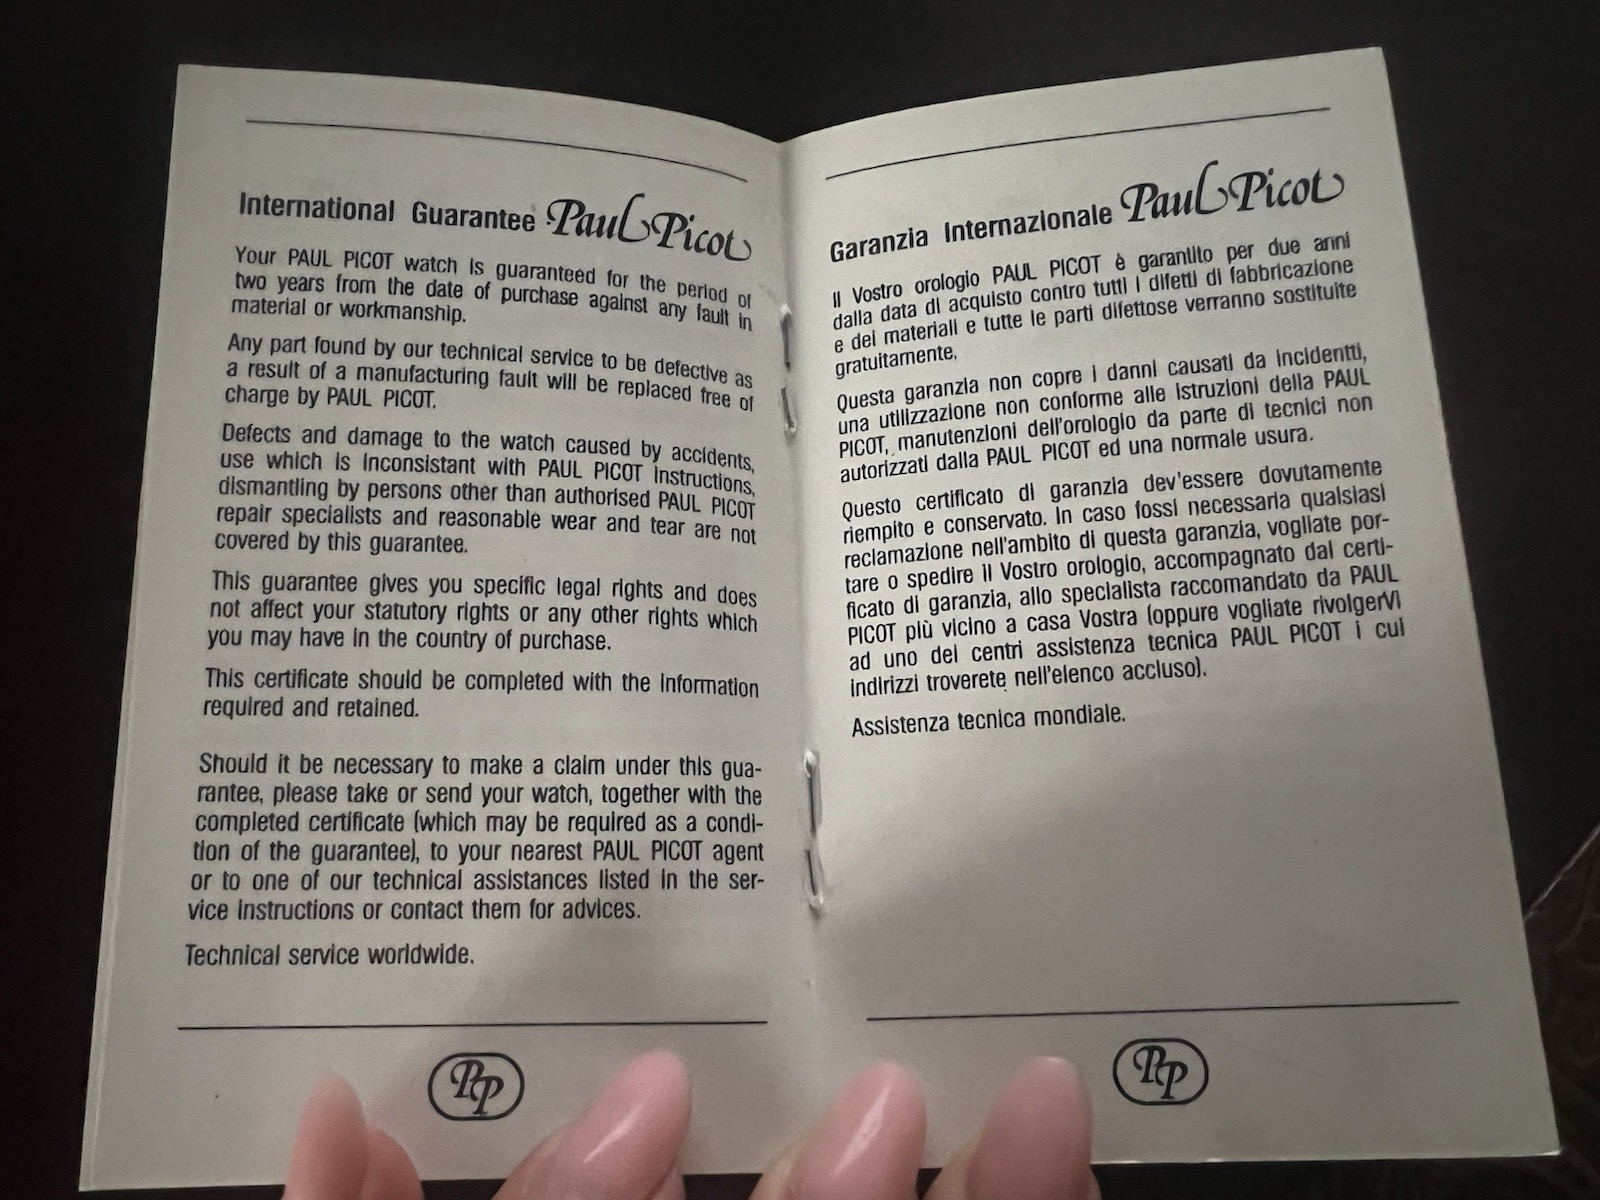 International Guarantee Paul Picot
Your PAUL PICOT watch is guaranteed for the period of
two years from the date of purchase against any fault in
material or workmanship.
Any part found by our technical service to be defective as
a result of a manufacturing fault will be replaced free of
charge by PAUL PICOT.
Defects and damage to the watch caused by accidents,
use which is inconsistant with PAUL PICOT instructions,
dismantling by persons other than authorised PAUL PICOT
repair specialists and reasonable wear and tear are not
covered by this guarantee.
This guarantee gives you specific legal rights and does
not affect your statutory rights or any other rights which
you may have in the country of purchase.
This certificate should be completed with the information
required and retained.
Should it be necessary to make a claim under this gua-
rantee, please take or send your watch, together with the
completed certificate (which may be required as a condi-
tion of the guarantee), to your nearest PAUL PICOT agent
or to one of our technical assistances listed in the ser-
vice instructions or contact them for advices.
Technical service worldwide.
PP
Garanzia Internazionale Paul Picot
Il Vostro orologio PAUL PICOT è garantito per due anni
dalla data di acquisto contro tutti i difetti di fabbricazione
e dei materiali e tutte le parti difettose verranno sostituite
gratuitamente.
Questa garanzia non copre i danni causati da incidentti,
una utilizzazione non conforme alle istruzioni della PAUL
PICOT, manutenzioni dell'orologio da parte di tecnici non
autorizzati dalla PAUL PICOT ed una normale usura.
Questo certificato di garanzia dev'essere dovutamente
riempito e conservato. In caso fossi necessaria qualsiasi
reclamazione nell'ambito di questa garanzia, vogliate por-
tare o spedire il Vostro orologio, accompagnato dal certi-
ficato di garanzia, allo specialista raccomandato da PAUL
PICOT più vicino a casa Vostra (oppure vogliate rivolgerVi
ad uno dei centri assistenza tecnica PAUL PICOT i cui
indirizzi troverete nell'elenco accluso).
Assistenza tecnica mondiale.
PP